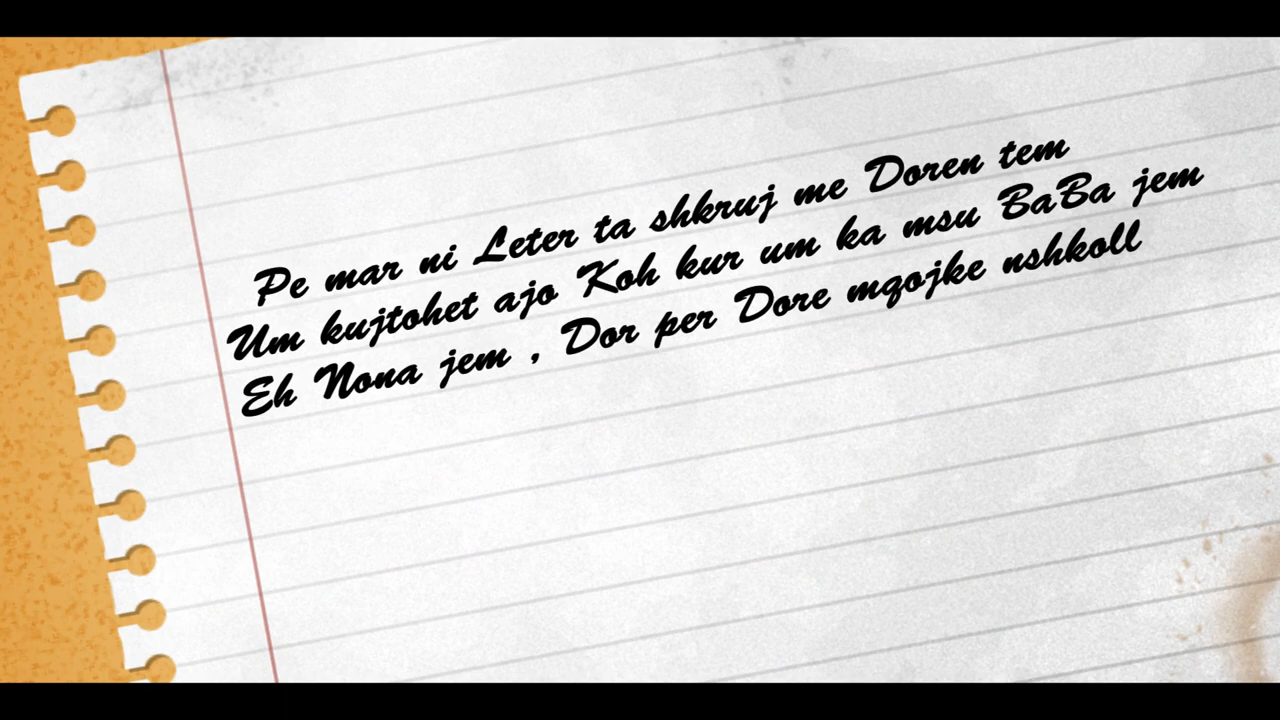 Pe mar ni Leter ta shkruj me Doren tem
Um kujtohet ajo Koh kur um ka msu BaBa jem
Eh Nona jem , Dor per Dore mqojke nshkoll